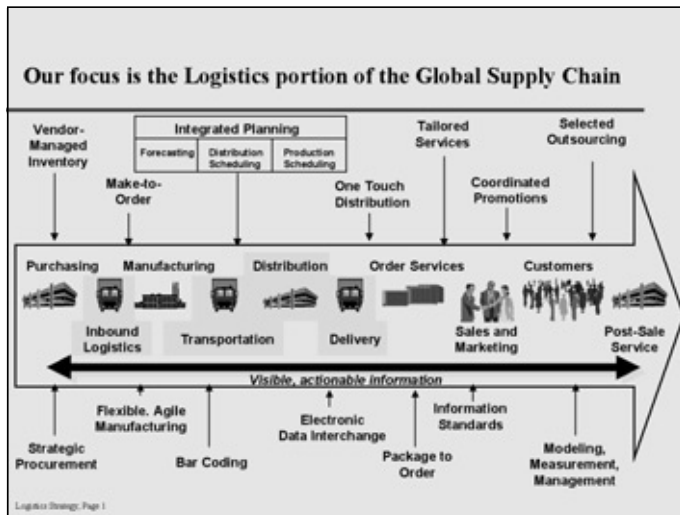 Our focus is the Logistics portion of the Global Supply Chain
Vendor-
Managed
Inventory
Make-to-
Order
Integrated Planning
Forecasting
Distribution
Scheduling
Production
Scheduling
One Touch
Distribution
Tailored
Services
Coordinated
Promotions
Selected
Outsourcing
Purchasing
Manufacturing
Distribution
Order Services
Customers
Inbound
Logistics
Transportation
Delivery
Sales and
Marketing
Post-Sale
Service
Visible, actionable information
Strategic
Procurement
Flexible. Agile
Manufacturing
Bar Coding
Electronic
Data Interchange
Package to
Order
Information
Standards
Modeling,
Measurement,
Management
Logistics Strategy, Page 1